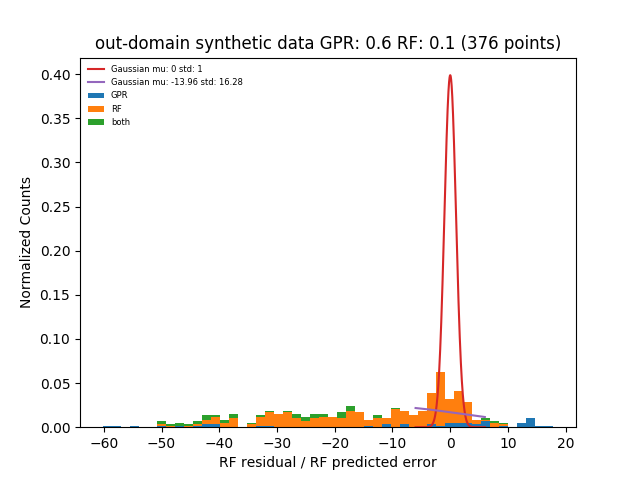 out-domain synthetic data GPR: 0.6 RF: 0.1 (376 points)
Gaussian mu: 0 std: 1
Gaussian mu: -13.96 std: 16.28
GPR
RF
both
Normalized Counts
0.40
0.35
0.30
0.25
0.20
0.15
0.10
0.05
0.00
−60 −50 −40 −30 −20 −10 0 10 20
RF residual / RF predicted error